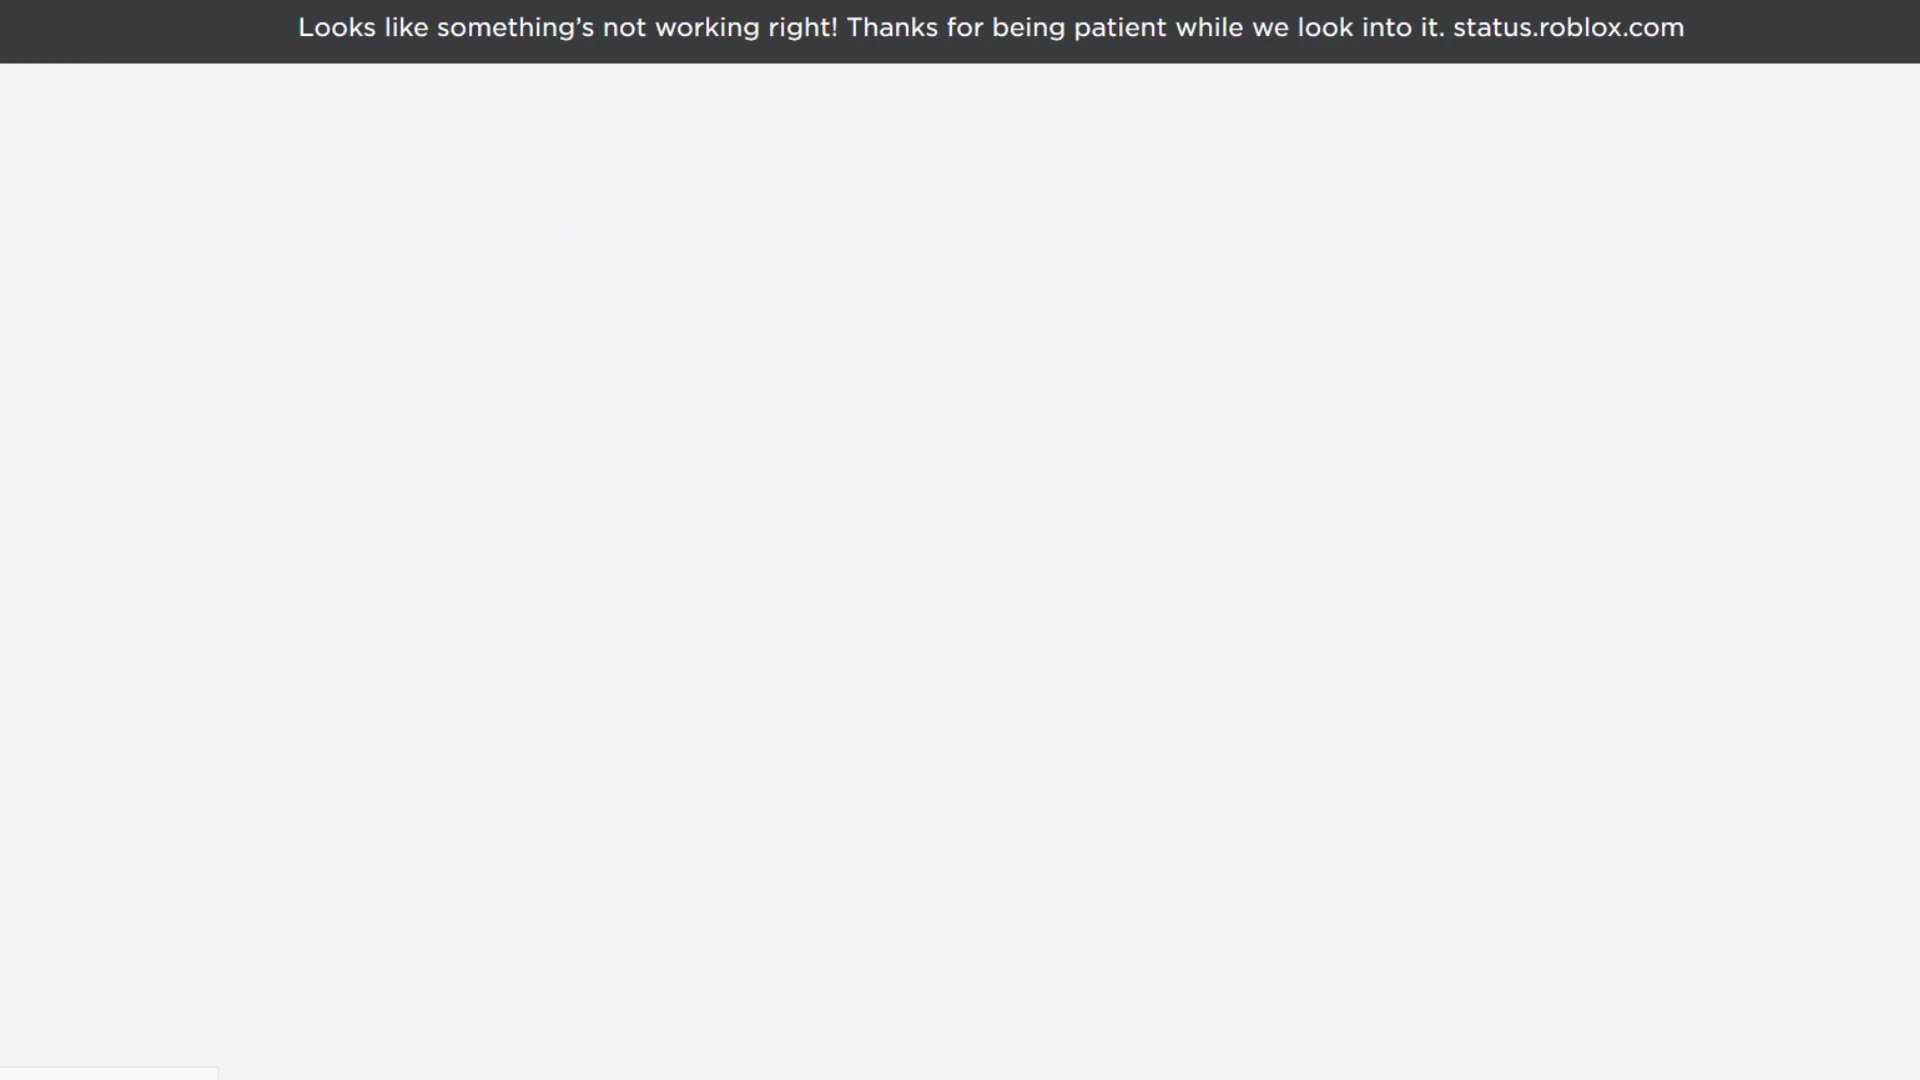 Looks like something’s not working right! Thanks for being patient while we look into it. status.roblox.com